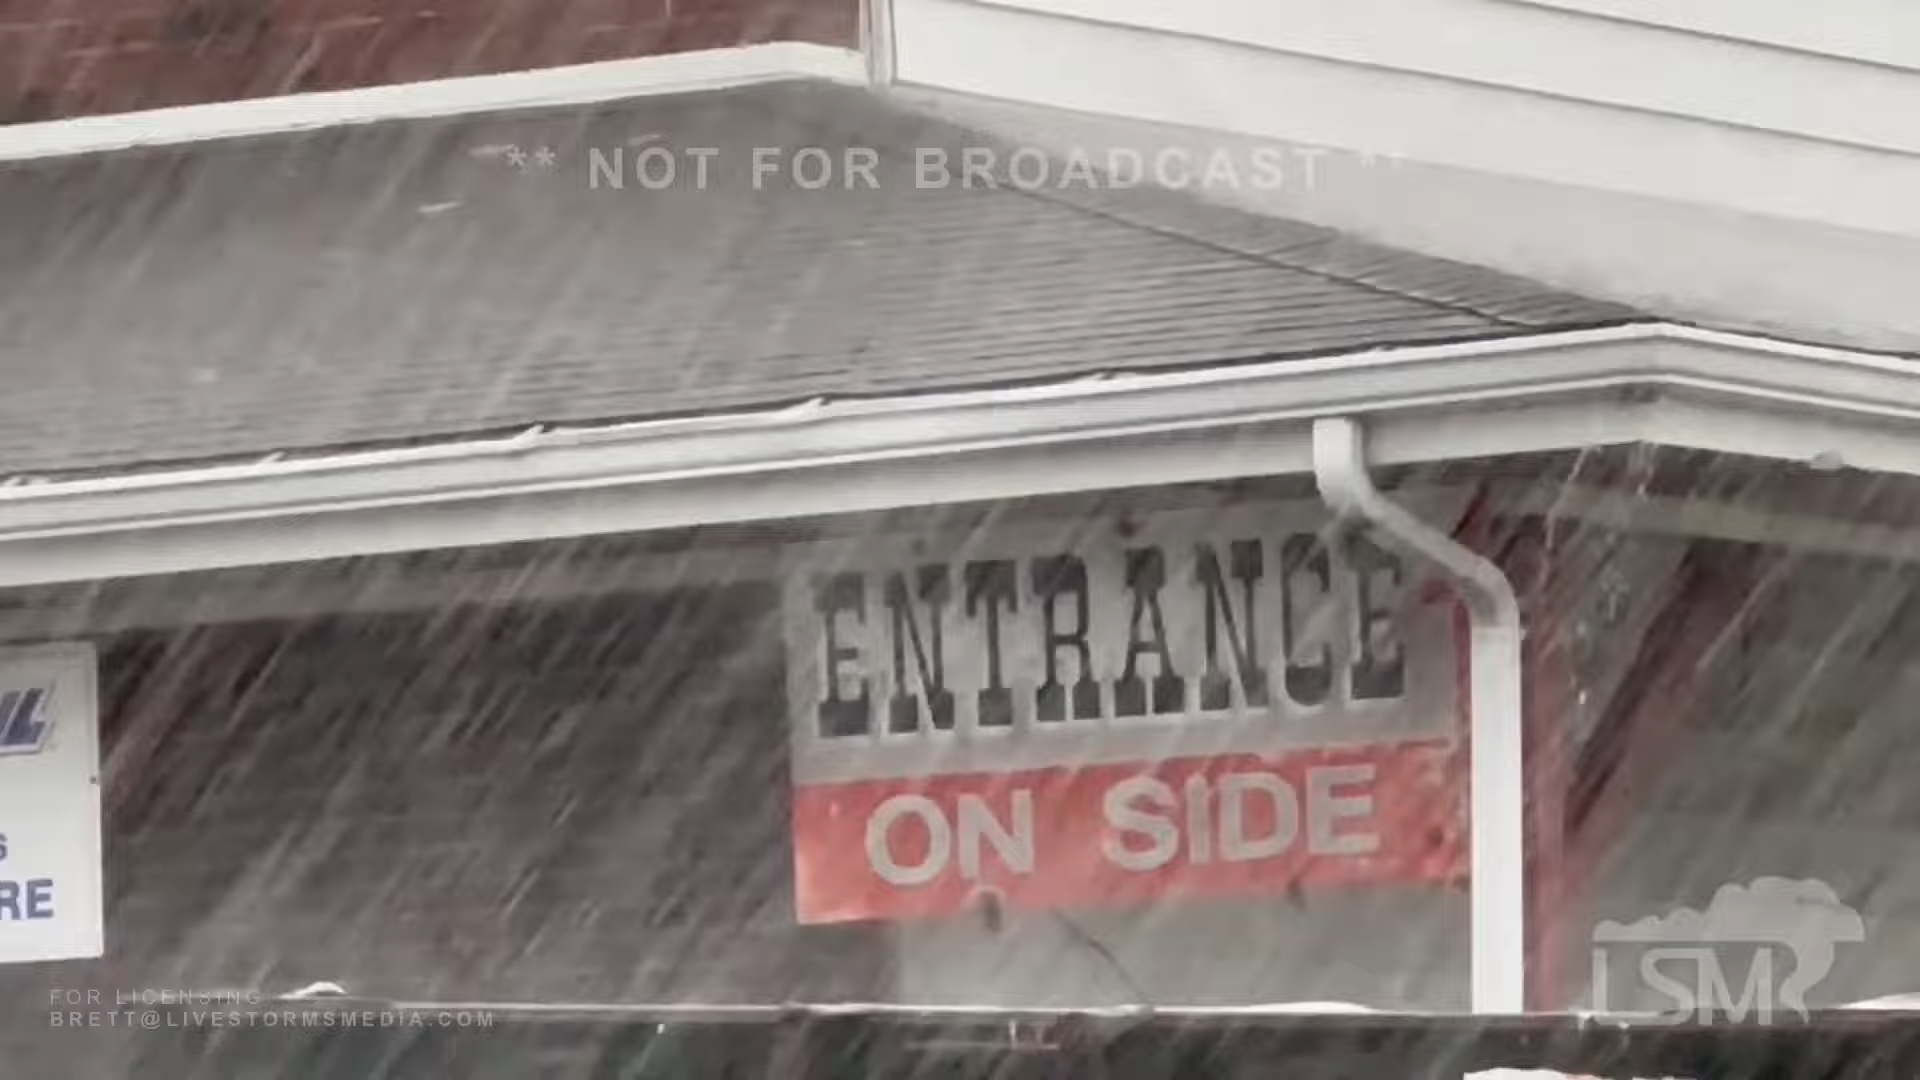 ** NOT FOR BROADCAST **
ENTRANCE
ON SIDE
RE
FOR LICENSING
BRETT@LIVESTORMSMEDIA.COM
LSM